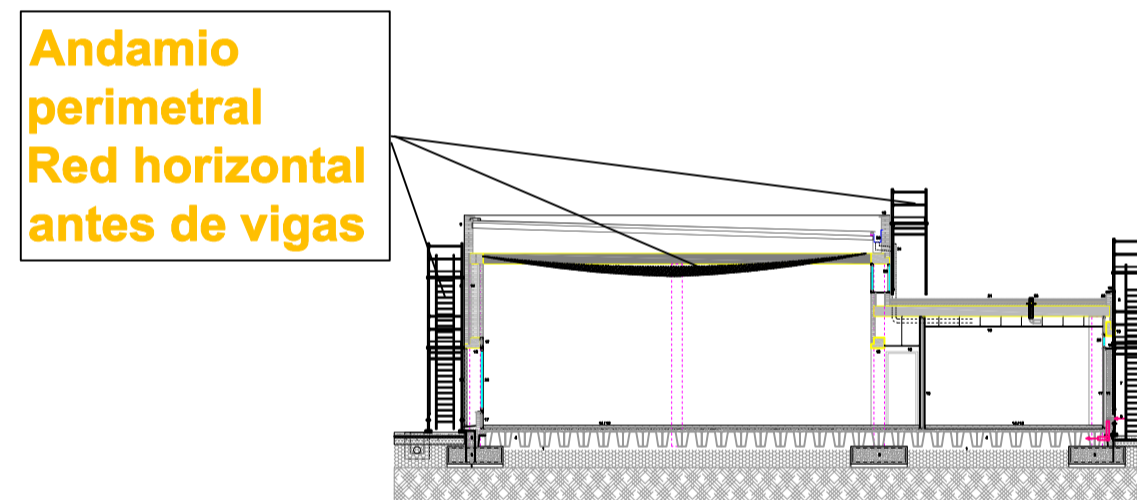 Andamio
perimetral
Red horizontal
antes de vigas